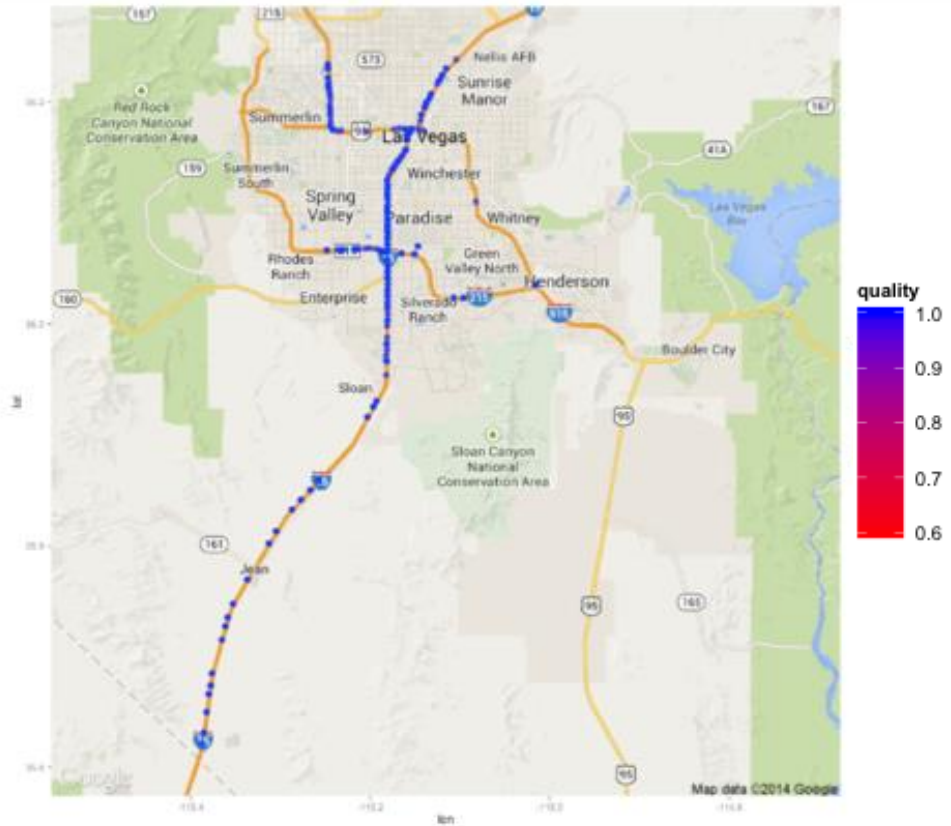 157
215
573
Nellis AFB
Sunrise
Manor
Red Rock
Canyon National
Conservation Area
Summerlin
95
Las Vegas
167
41A
159
Summerlin
South
Winchester
Spring
Valley
Paradise
Whitney
Las Vegas
Bay
Rhodes
Ranch
Green
Valley North
Henderson
160
Enterprise
Silverado
Ranch
215
515
Boulder City
Sloan
95
Sloan Canyon
National
Conservation Area
161
Jean
95
165
95
Google
Map data ©2014 Google
lon
lat
quality
1.0
0.9
0.8
0.7
0.6